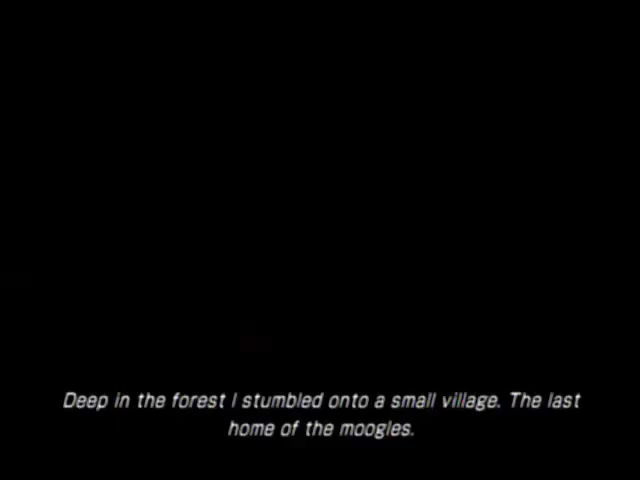 Deep in the forest I stumbled onto a small village. The last
home of the moogles.